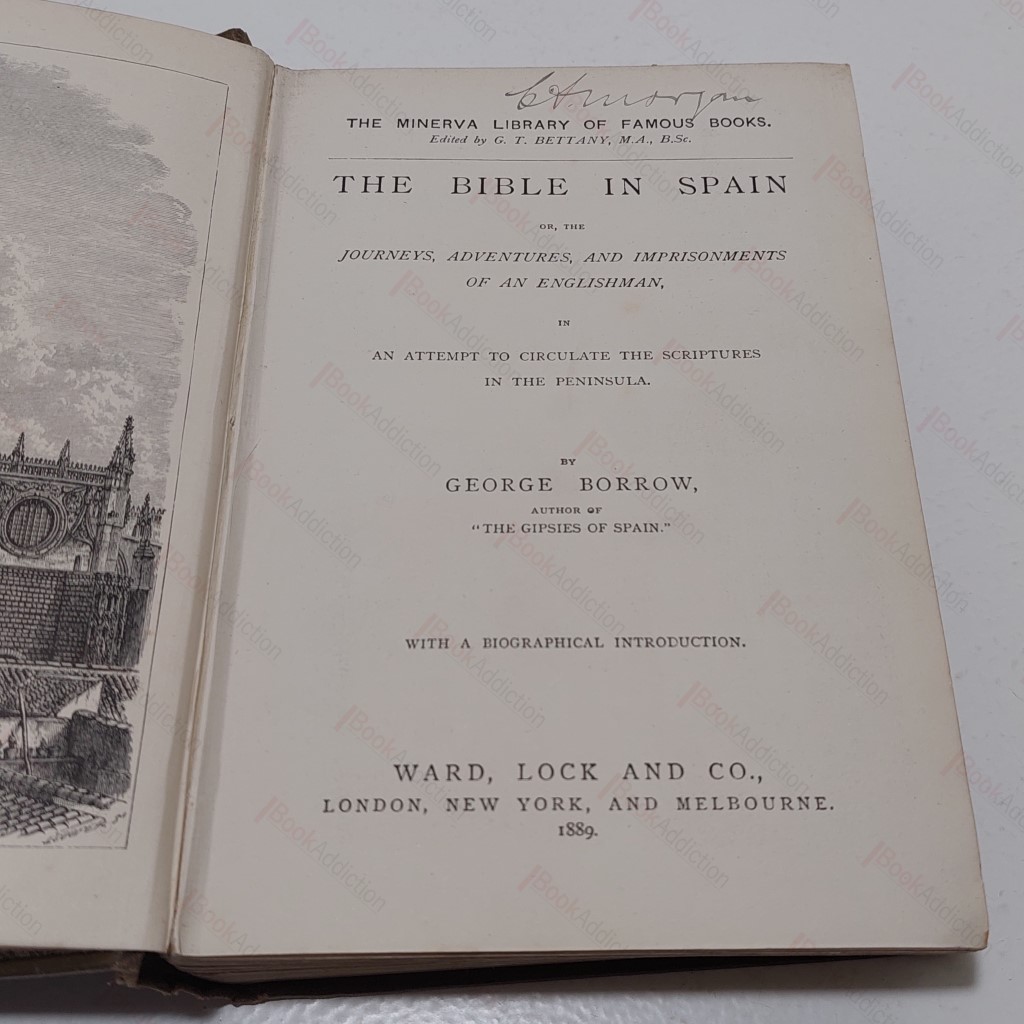 C H Morgan
THE MINERVA LIBRARY OF FAMOUS BOOKS.
Edited by G. T. BETTANY, M.A., B.Sc.
THE BIBLE IN SPAIN
OR, THE
JOURNEYS, ADVENTURES, AND IMPRISONMENTS
OF AN ENGLISHMAN,
IN
AN ATTEMPT TO CIRCULATE THE SCRIPTURES
IN THE PENINSULA.
BY
GEORGE BORROW,
AUTHOR OF
"THE GIPSIES OF SPAIN."
WITH A BIOGRAPHICAL INTRODUCTION.
WARD, LOCK AND CO.,
LONDON, NEW YORK, AND MELBOURNE.
1889.
BookAddiction